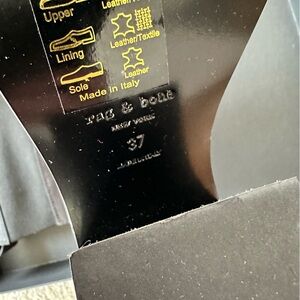 Leather/
Upper
Leather/Textile
Lining
Leather
Sole
Made in Italy
rag & bone
NEW YORK
37